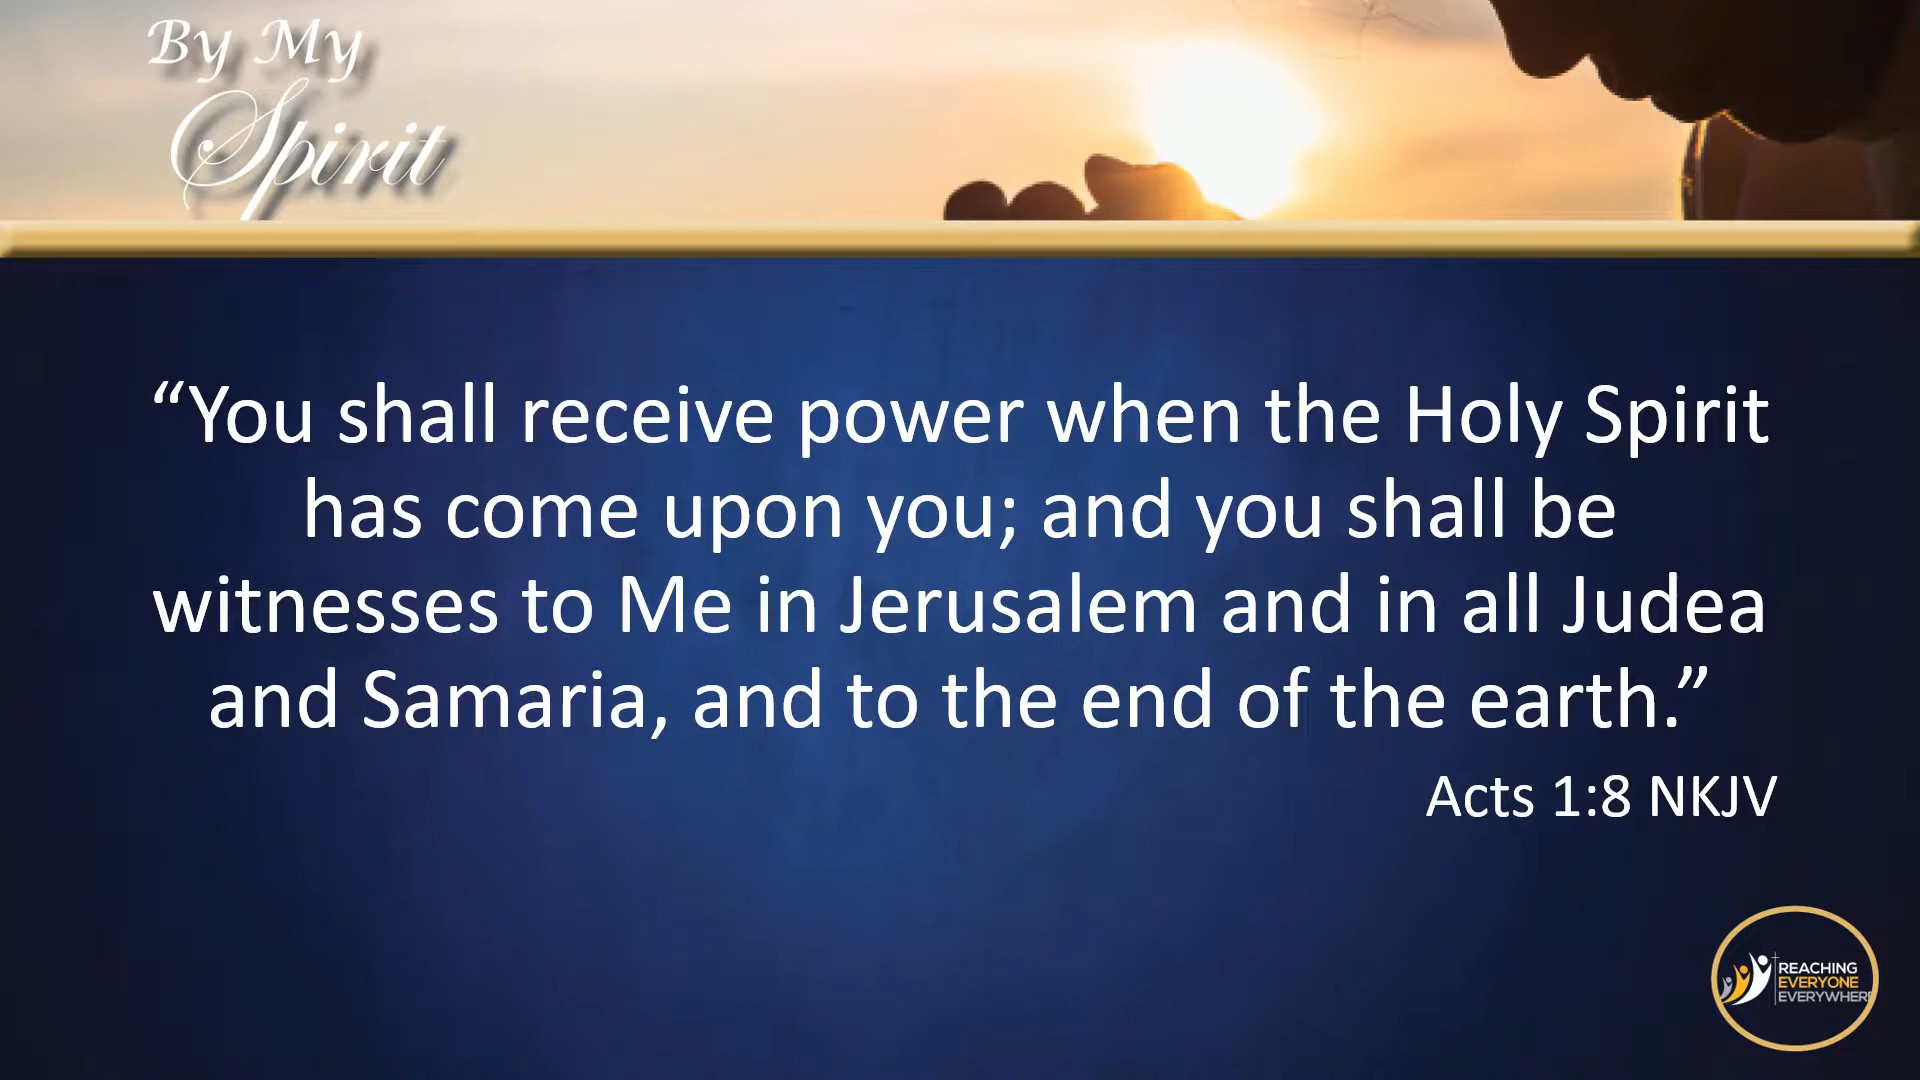 By My
Spirit
“You shall receive power when the Holy Spirit
has come upon you; and you shall be
witnesses to Me in Jerusalem and in all Judea
and Samaria, and to the end of the earth.”
Acts 1:8 NKJV
REACHING
EVERYONE
EVERYWHERE